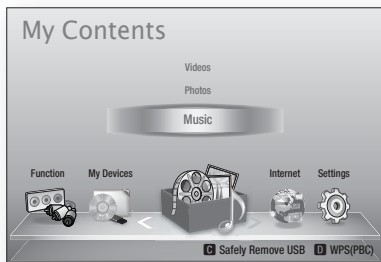 My Contents
Videos
Photos
Music
Function My Devices Internet Settings
C Safely Remove USB D WPS(PBC)